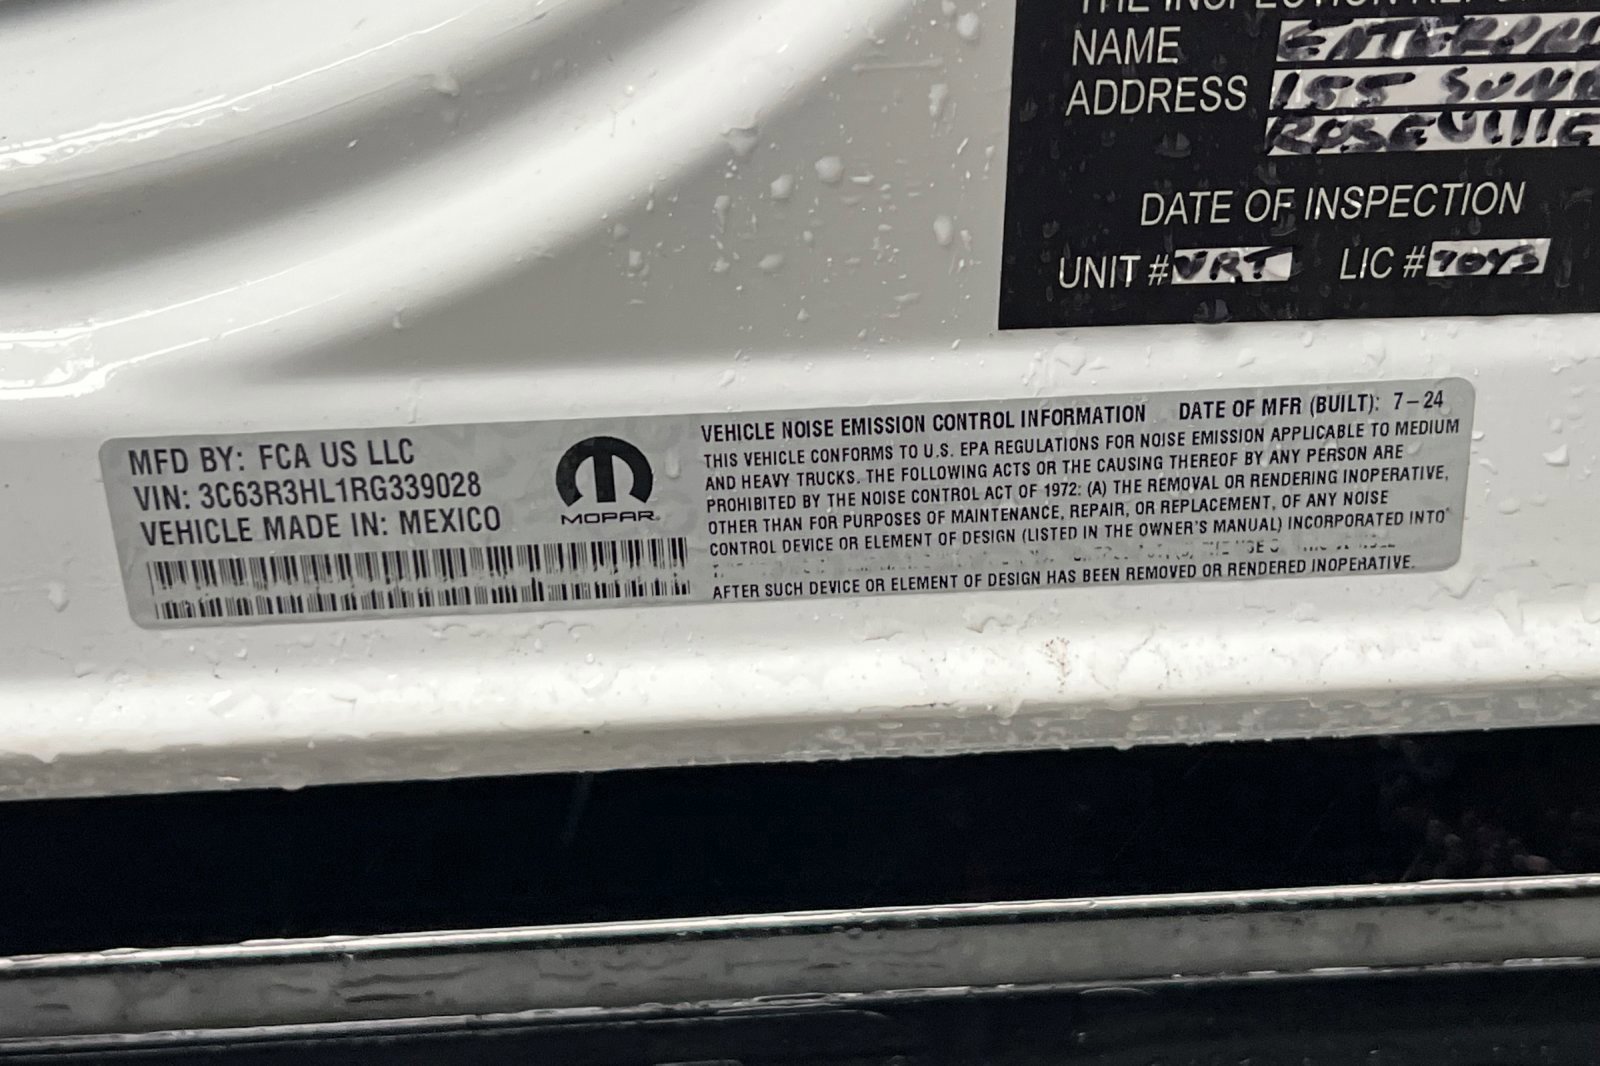 THE INSPECTION
NAME
ADDRESS 155
ROSEVILLE
DATE OF INSPECTION
UNIT # VRT LIC #
MFD BY: FCA US LLC
VIN: 3C63R3HL1RG339028
VEHICLE MADE IN: MEXICO
MOPAR
VEHICLE NOISE EMISSION CONTROL INFORMATION DATE OF MFR (BUILT): 7-24
THIS VEHICLE CONFORMS TO U.S. EPA REGULATIONS FOR NOISE EMISSION APPLICABLE TO MEDIUM
AND HEAVY TRUCKS. THE FOLLOWING ACTS OR THE CAUSING THEREOF BY ANY PERSON ARE
PROHIBITED BY THE NOISE CONTROL ACT OF 1972: (A) THE REMOVAL OR RENDERING INOPERATIVE,
OTHER THAN FOR PURPOSES OF MAINTENANCE, REPAIR, OR REPLACEMENT, OF ANY NOISE
CONTROL DEVICE OR ELEMENT OF DESIGN (LISTED IN THE OWNER'S MANUAL) INCORPORATED INTO
AFTER SUCH DEVICE OR ELEMENT OF DESIGN HAS BEEN REMOVED OR RENDERED INOPERATIVE.